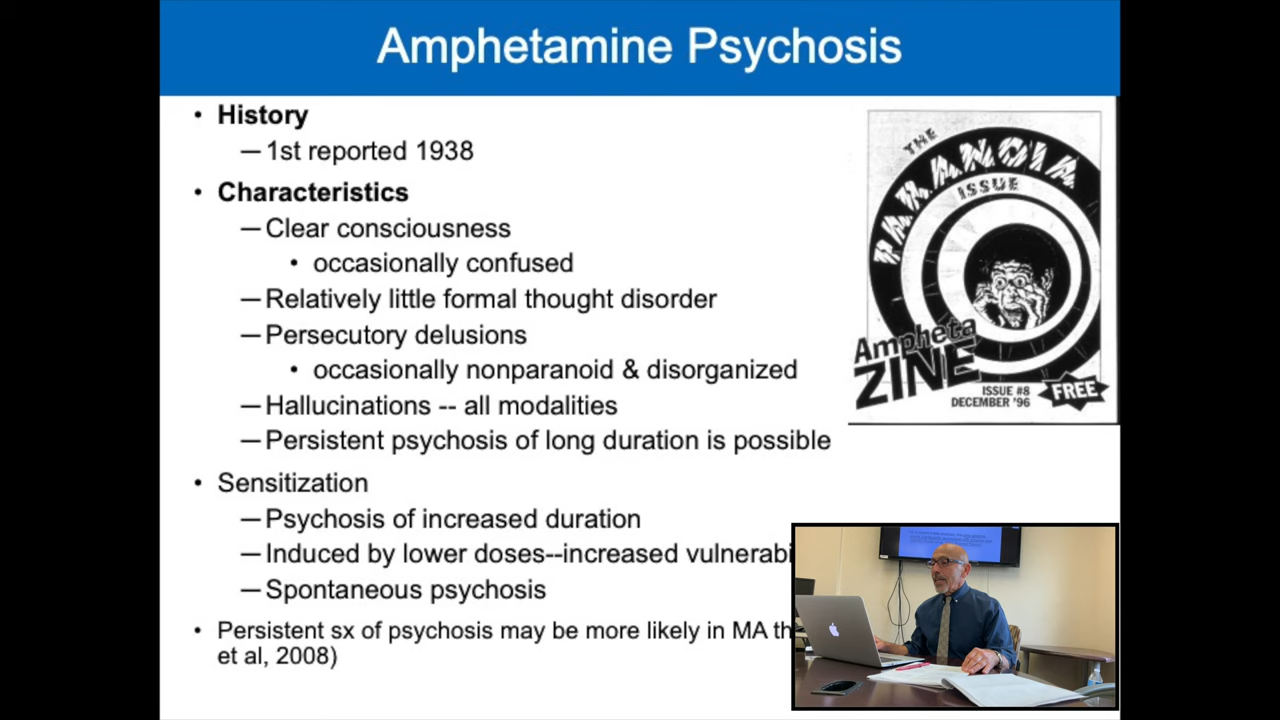 Amphetamine Psychosis
• History
—1st reported 1938
• Characteristics
—Clear consciousness
• occasionally confused
—Relatively little formal thought disorder
—Persecutory delusions
• occasionally nonparanoid & disorganized
—Hallucinations -- all modalities
—Persistent psychosis of long duration is possible
• Sensitization
—Psychosis of increased duration
—Induced by lower doses--increased vulnerabi
—Spontaneous psychosis
• Persistent sx of psychosis may be more likely in MA th
et al, 2008)
THE
PARANOIA
ISSUE
Ampheta
ZINE
ISSUE #8
DECEMBER '96
FREE